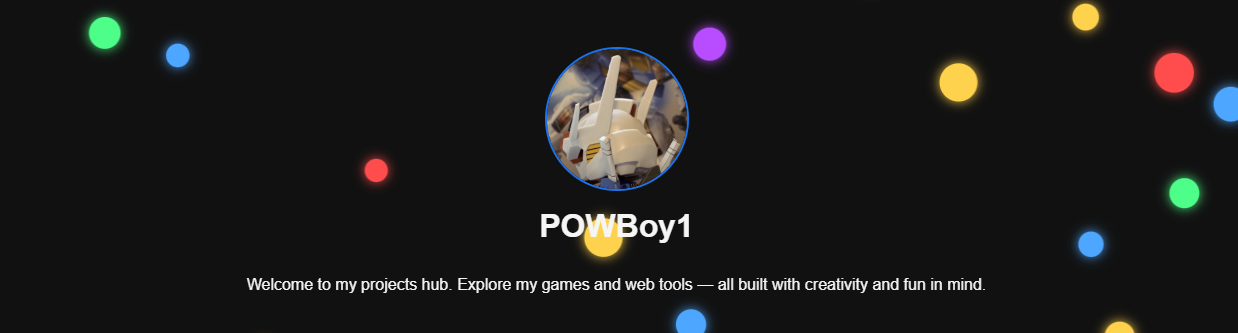 POWBoy1
Welcome to my projects hub. Explore my games and web tools — all built with creativity and fun in mind.